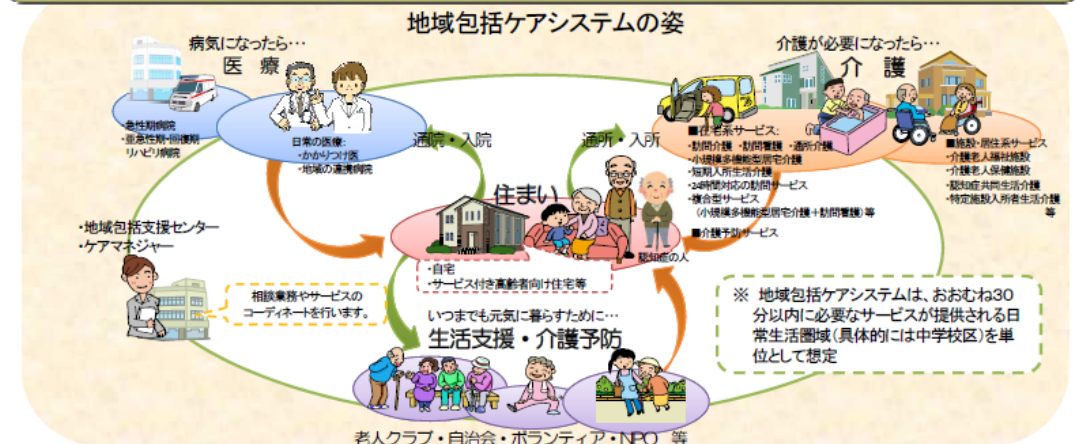 地域包括ケアシステムの姿
病気になったら…
医 療
介護が必要になったら…
介 護
・急性期病院
・亜急性期・回復期
リハビリ病院
日常の医療:
・かかりつけ医
・地域の連携病院
通院・入院
通所・入所
■在宅系サービス:
・訪問介護 ・訪問看護 ・通所介護
・小規模多機能型居宅介護
・短期入所生活介護
・24時間対応の訪問サービス
・複合型サービス
(小規模多機能型居宅介護+訪問看護)等
■介護予防サービス
■施設・居住系サービス
・介護老人福祉施設
・介護老人保健施設
・認知症共同生活介護
・特定施設入所者生活介護
等
住まい
認知症の人
・自宅
・サービス付き高齢者向け住宅等
・地域包括支援センター
・ケアマネジャー
相談業務やサービスの
コーディネートを行います。
いつまでも元気に暮らすために…
生活支援・介護予防
老人クラブ・自治会・ボランティア・NPO 等
※ 地域包括ケアシステムは、おおむね30
分以内に必要なサービスが提供される日
常生活圏域(具体的には中学校区)を単
位として想定